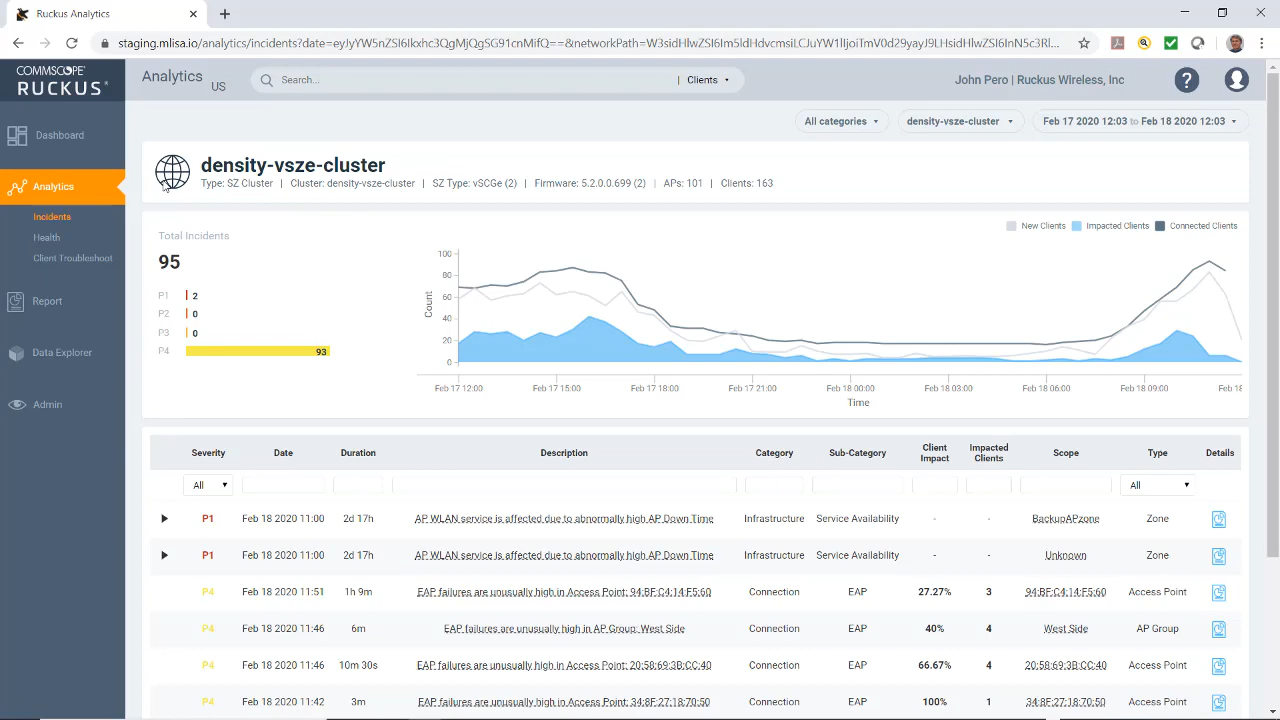 Ruckus Analytics
staging.mlisa.io/analytics/incidents?date=eyJyYW5nZSI6Ikxhc3QgMjQgSG91cnMifQ==&networkPath=W3sidHlwZSI6Im5ldHdvcmsiLCJuYW1lIjoiTmV0d29yayJ9LHsidHlwZSI6InN5c3Rl...
COMMSCOPE
RUCKUS
Analytics US
Search...
Clients
John Pero | Ruckus Wireless, Inc
Dashboard
Analytics
Incidents
Health
Client Troubleshoot
Report
Data Explorer
Admin
All categories
density-vsze-cluster
Feb 17 2020 12:03 to Feb 18 2020 12:03
density-vsze-cluster
Type: SZ Cluster | Cluster: density-vsze-cluster | SZ Type: vSCGe (2) | Firmware: 5.2.0.0.699 (2) | APs: 101 | Clients: 163
Total Incidents
95
P1 2
P2 0
P3 0
P4 93
New Clients Impacted Clients Connected Clients
Count
100
80
60
40
20
0
Feb 17 12:00 Feb 17 15:00 Feb 17 18:00 Feb 17 21:00 Feb 18 00:00 Feb 18 03:00 Feb 18 06:00 Feb 18 09:00 Feb 18
Time
Severity Date Duration Description Category Sub-Category Client Impact Impacted Clients Scope Type Details
All All
P1 Feb 18 2020 11:00 2d 17h AP WLAN service is affected due to abnormally high AP Down Time Infrastructure Service Availability - - BackupAPzone Zone
P1 Feb 18 2020 11:00 2d 17h AP WLAN service is affected due to abnormally high AP Down Time Infrastructure Service Availability - - Unknown Zone
P4 Feb 18 2020 11:51 1h 9m EAP failures are unusually high in Access Point: 94:BF:C4:14:F5:60 Connection EAP 27.27% 3 94:BF:C4:14:F5:60 Access Point
P4 Feb 18 2020 11:46 6m EAP failures are unusually high in AP Group: West Side Connection EAP 40% 4 West Side AP Group
P4 Feb 18 2020 11:46 10m 30s EAP failures are unusually high in Access Point: 20:58:69:3B:CC:40 Connection EAP 66.67% 4 20:58:69:3B:CC:40 Access Point
P4 Feb 18 2020 11:42 3m EAP failures are unusually high in Access Point: 34:8F:27:18:70:50 Connection EAP 100% 1 34:8F:27:18:70:50 Access Point